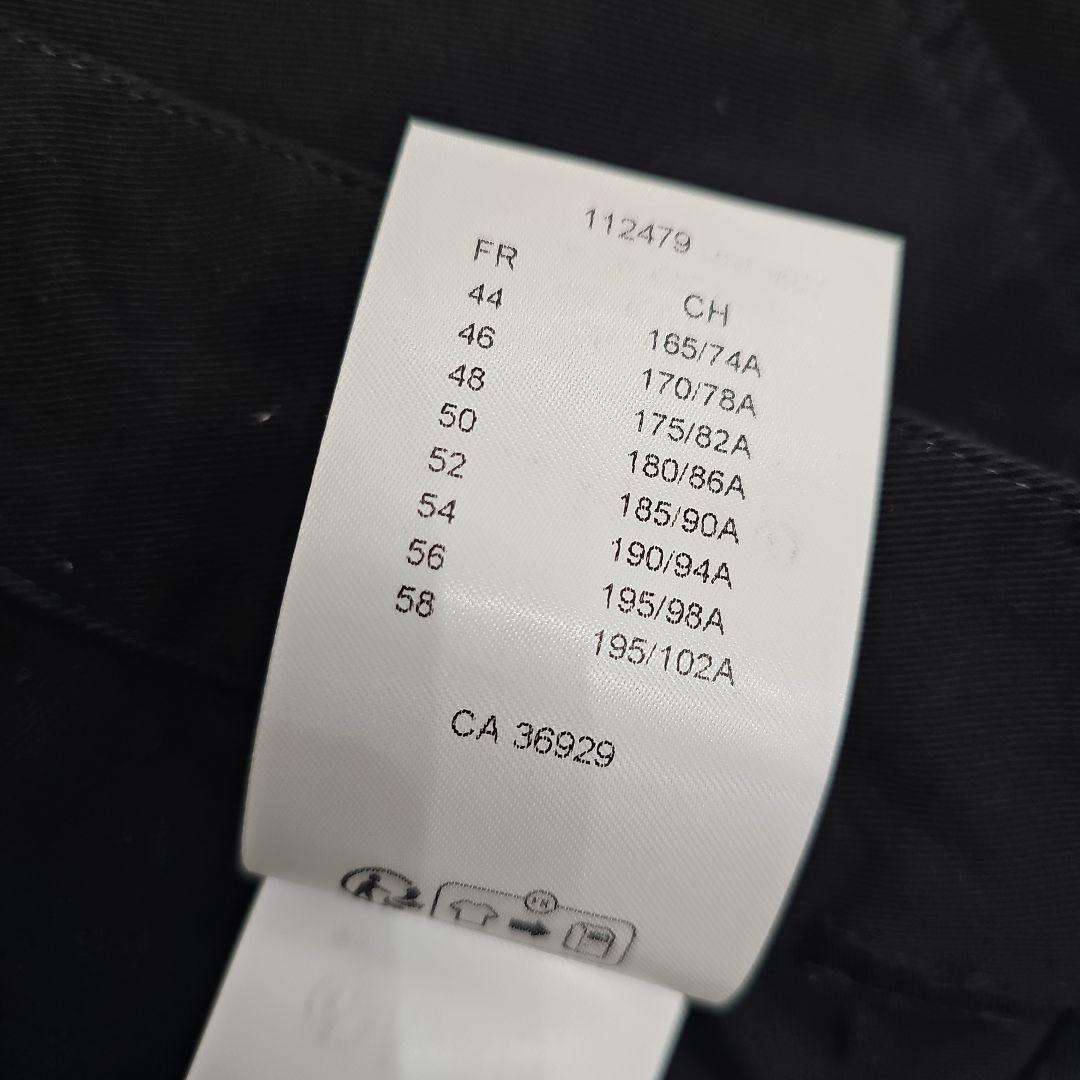 112479
FR CH
44 165/74A
46 170/78A
48 175/82A
50 180/86A
52 185/90A
54 190/94A
56 195/98A
58 195/102A
CA 36929